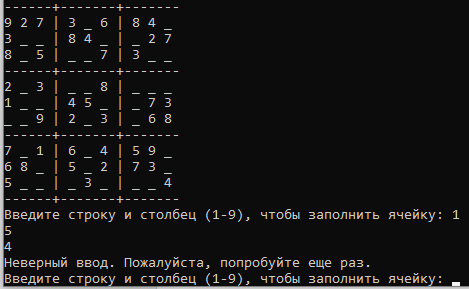 ------+-------+-------
9 2 7 | 3 _ 6 | 8 4 _
3 _ _ | 8 4 _ | _ 2 7
8 _ 5 | _ _ 7 | 3 _ _
------+-------+-------
2 _ 3 | _ _ 8 | _ _ _
1 _ _ | 4 5 _ | _ 7 3
_ _ 9 | 2 _ 3 | _ 6 8
------+-------+-------
7 _ 1 | 6 _ 4 | 5 9 _
6 8 _ | 5 _ 2 | 7 3 _
5 _ _ | _ 3 _ | _ _ 4
------+-------+-------
Введите строку и столбец (1-9), чтобы заполнить ячейку: 1
5
4
Неверный ввод. Пожалуйста, попробуйте еще раз.
Введите строку и столбец (1-9), чтобы заполнить ячейку: